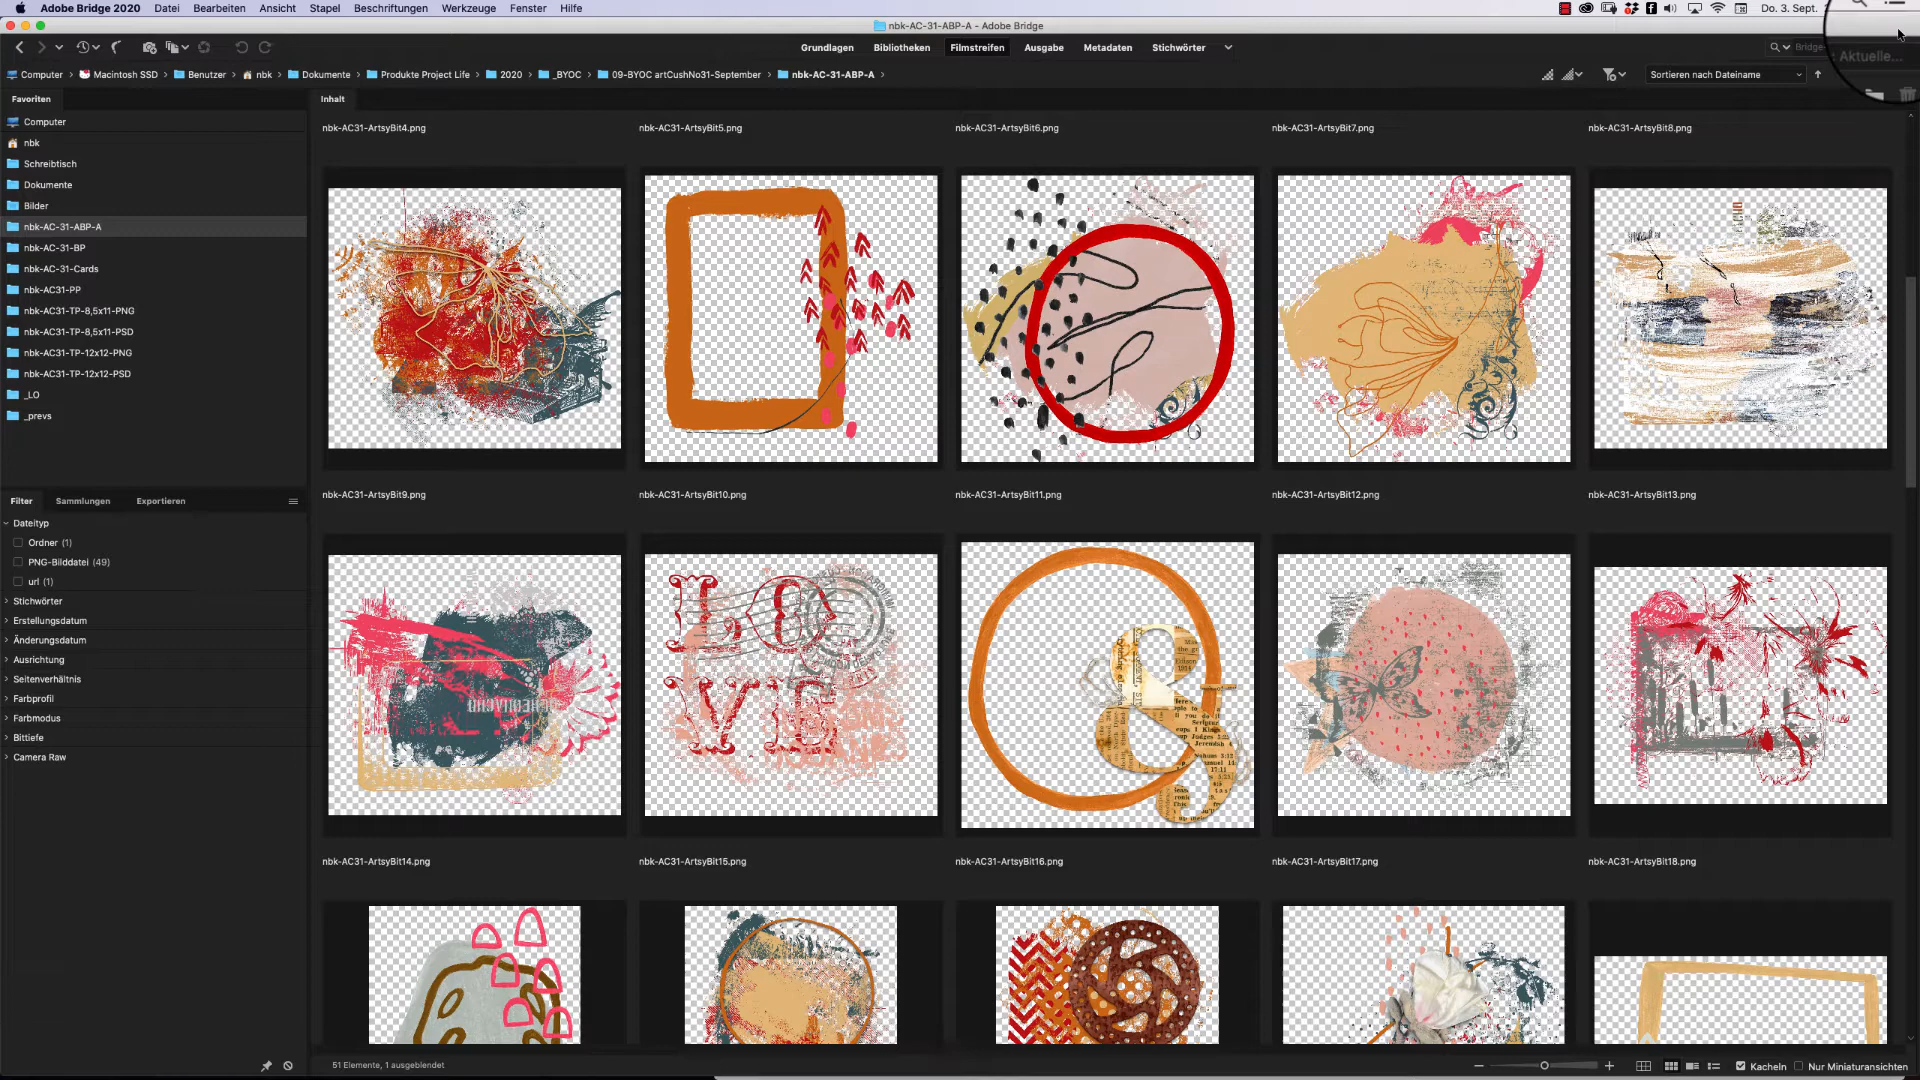 Adobe Bridge 2020 Datei Bearbeiten Ansicht Stapel Beschriftungen Werkzeuge Fenster Hilfe Do. 3. Sept.
nbk-AC-31-ABP-A – Adobe Bridge
Grundlagen Bibliotheken Filmstreifen Ausgabe Metadaten Stichwörter Bridge
: Aktuelle...
Computer › Macintosh SSD › Benutzer › nbk › Dokumente › Produkte Project Life › 2020 › _BYOC › 09-BYOC artCushNo31-September › nbk-AC-31-ABP-A › Sortieren nach Dateiname
Favoriten
Computer
nbk
Schreibtisch
Dokumente
Bilder
nbk-AC-31-ABP-A
nbk-AC-31-BP
nbk-AC-31-Cards
nbk-AC31-PP
nbk-AC31-TP-8,5x11-PNG
nbk-AC31-TP-8,5x11-PSD
nbk-AC31-TP-12x12-PNG
nbk-AC31-TP-12x12-PSD
_LO
_prevs
Filter Sammlungen Exportieren
Dateityp
Ordner (1)
PNG-Bilddatei (49)
url (1)
Stichwörter
Erstellungsdatum
Änderungsdatum
Ausrichtung
Seitenverhältnis
Farbprofil
Farbmodus
Bittiefe
Camera Raw
Inhalt
nbk-AC31-ArtsyBit4.png nbk-AC31-ArtsyBit5.png nbk-AC31-ArtsyBit6.png nbk-AC31-ArtsyBit7.png nbk-AC31-ArtsyBit8.png
nbk-AC31-ArtsyBit9.png nbk-AC31-ArtsyBit10.png nbk-AC31-ArtsyBit11.png nbk-AC31-ArtsyBit12.png nbk-AC31-ArtsyBit13.png
LO
VE
nbk-AC31-ArtsyBit14.png nbk-AC31-ArtsyBit15.png nbk-AC31-ArtsyBit16.png nbk-AC31-ArtsyBit17.png nbk-AC31-ArtsyBit18.png
51 Elemente, 1 ausgeblendet
Kacheln Nur Miniaturansichten